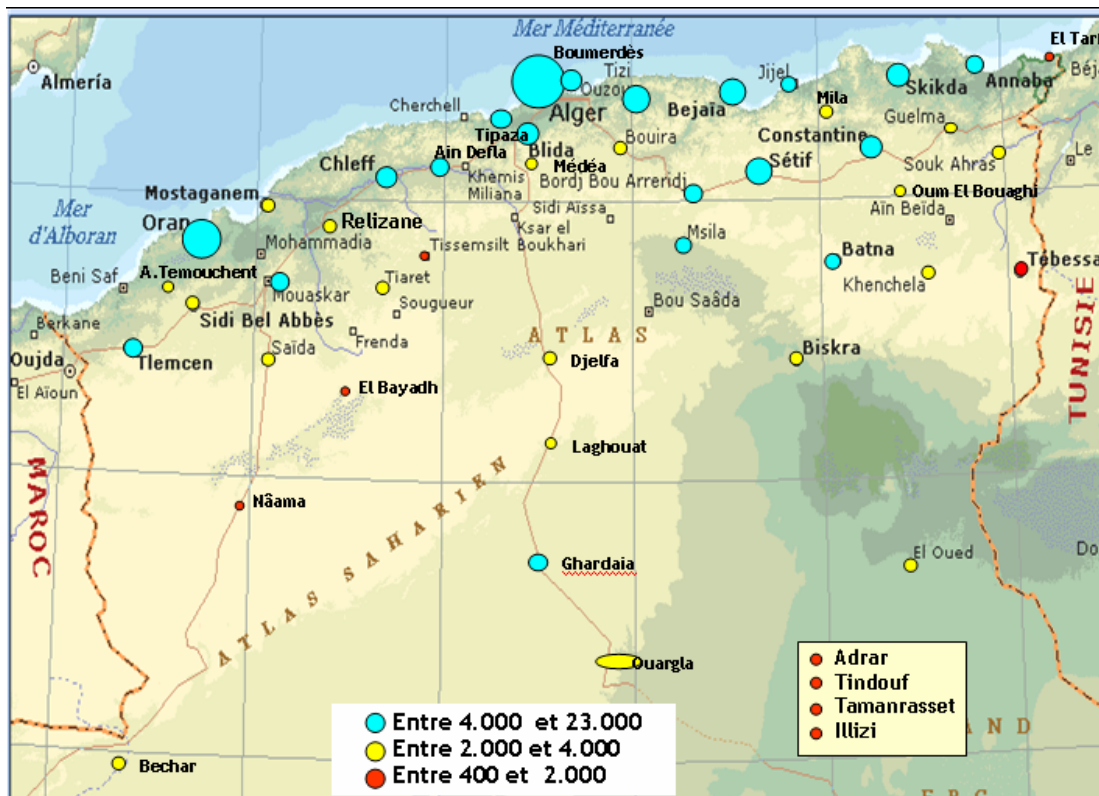 Mer Méditerranée
Boumerdès
El Tarf
Almería
Tizi
Ouzou
Jijel
Annaba
Béja
Skikda
Cherchell
Alger
Bejaïa
Mila
Guelma
Tipaza
Constantine
Blida
Bouira
Chleff
Ain Defla
Médéa
Sétif
Souk Ahras
Le
Khemis
Miliana
Bordj Bou Arreridj
Mostaganem
Oum El Bouaghi
Mer
d'Alboran
Oran
Relizane
Sidi Aïssa
Aïn Beïda
Ksar el
Boukhari
Mohammadia
Tissemsilt
Msila
Batna
Tébessa
Beni Saf
A.Temouchent
Mouaskar
Tiaret
Khenchela
Sougueur
Bou Saâda
Berkane
Sidi Bel Abbès
Frenda
ATLAS
TUNISIE
Oujda
Tlemcen
Saïda
Djelfa
Biskra
El Aïoun
El Bayadh
Laghouat
MAROC
Nâama
ATLAS SAHARIEN
El Oued
Do
Ghardaia
Ouargla
Adrar
Tindouf
Tamanrasset
Illizi
AND
Entre 4.000 et 23.000
Entre 2.000 et 4.000
Entre 400 et 2.000
Bechar
ERG